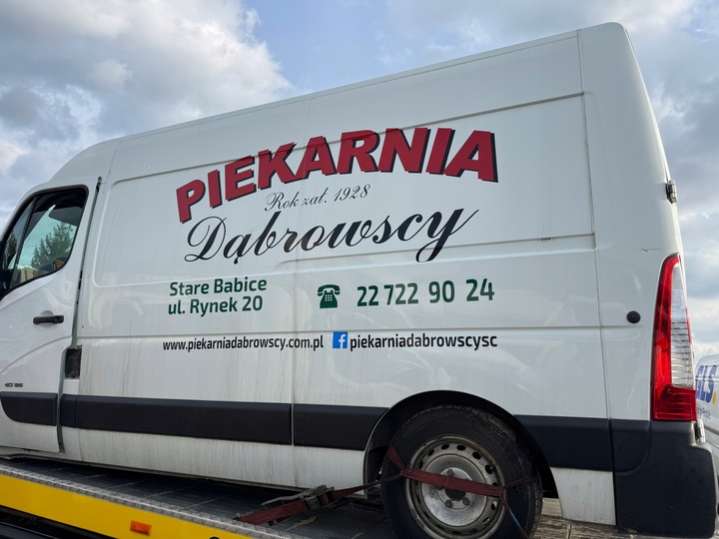 PIEKARNIA
Rok zał. 1928
Dąbrowscy
Stare Babice
ul. Rynek 20
22 722 90 24
www.piekarniadabrowscy.com.pl
piekarniadabrowscysc